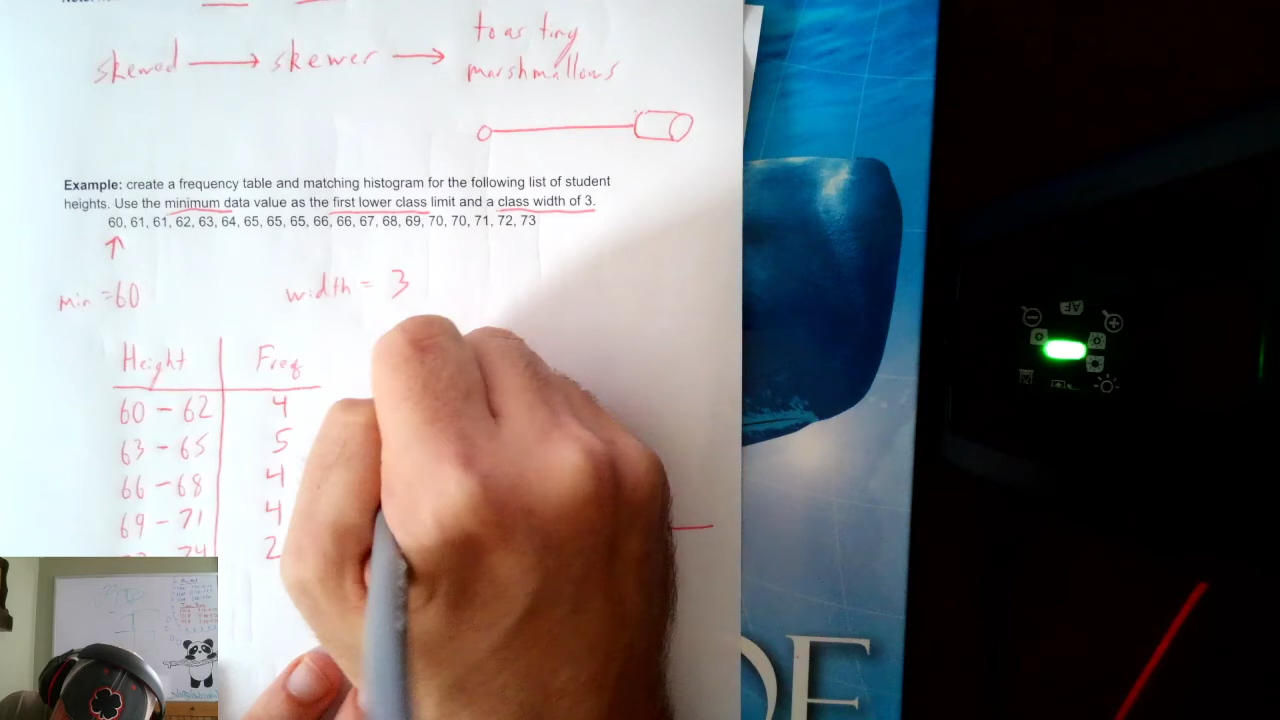 skewed → skewer → to as tiny
marshmallows
Example: create a frequency table and matching histogram for the following list of student
heights. Use the minimum data value as the first lower class limit and a class width of 3.
60, 61, 61, 62, 63, 64, 65, 65, 65, 66, 66, 67, 68, 69, 70, 70, 71, 72, 73
min = 60 width = 3
Height Freq
60 - 62 4
63 - 65 5
66 - 68 4
69 - 71 4
74 2
AF